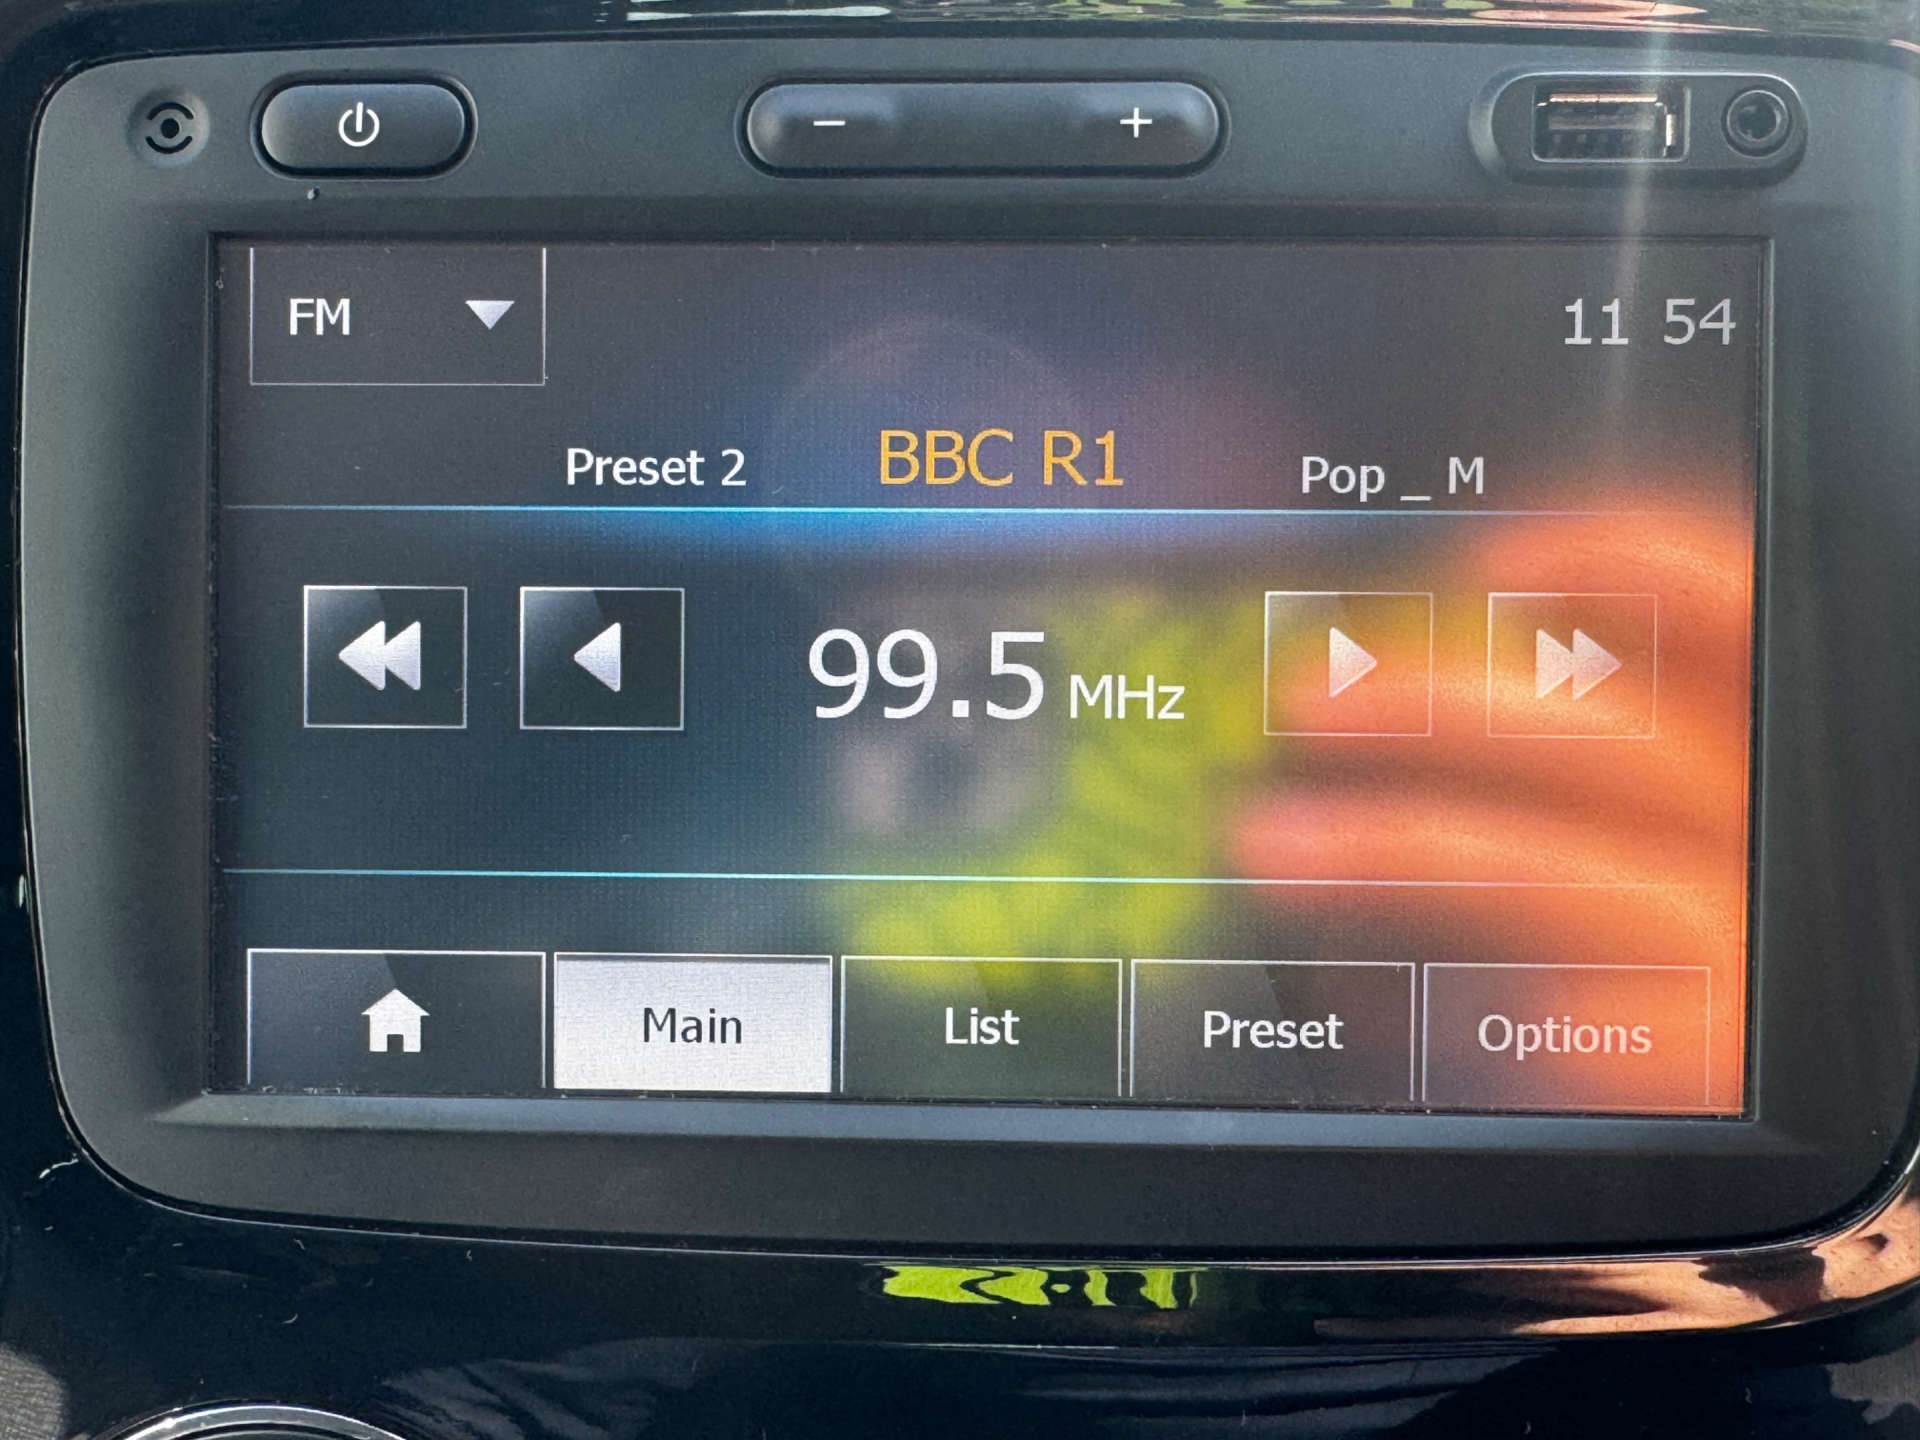 FM
11 54
Preset 2 BBC R1 Pop _ M
99.5 MHz
Main List Preset Options